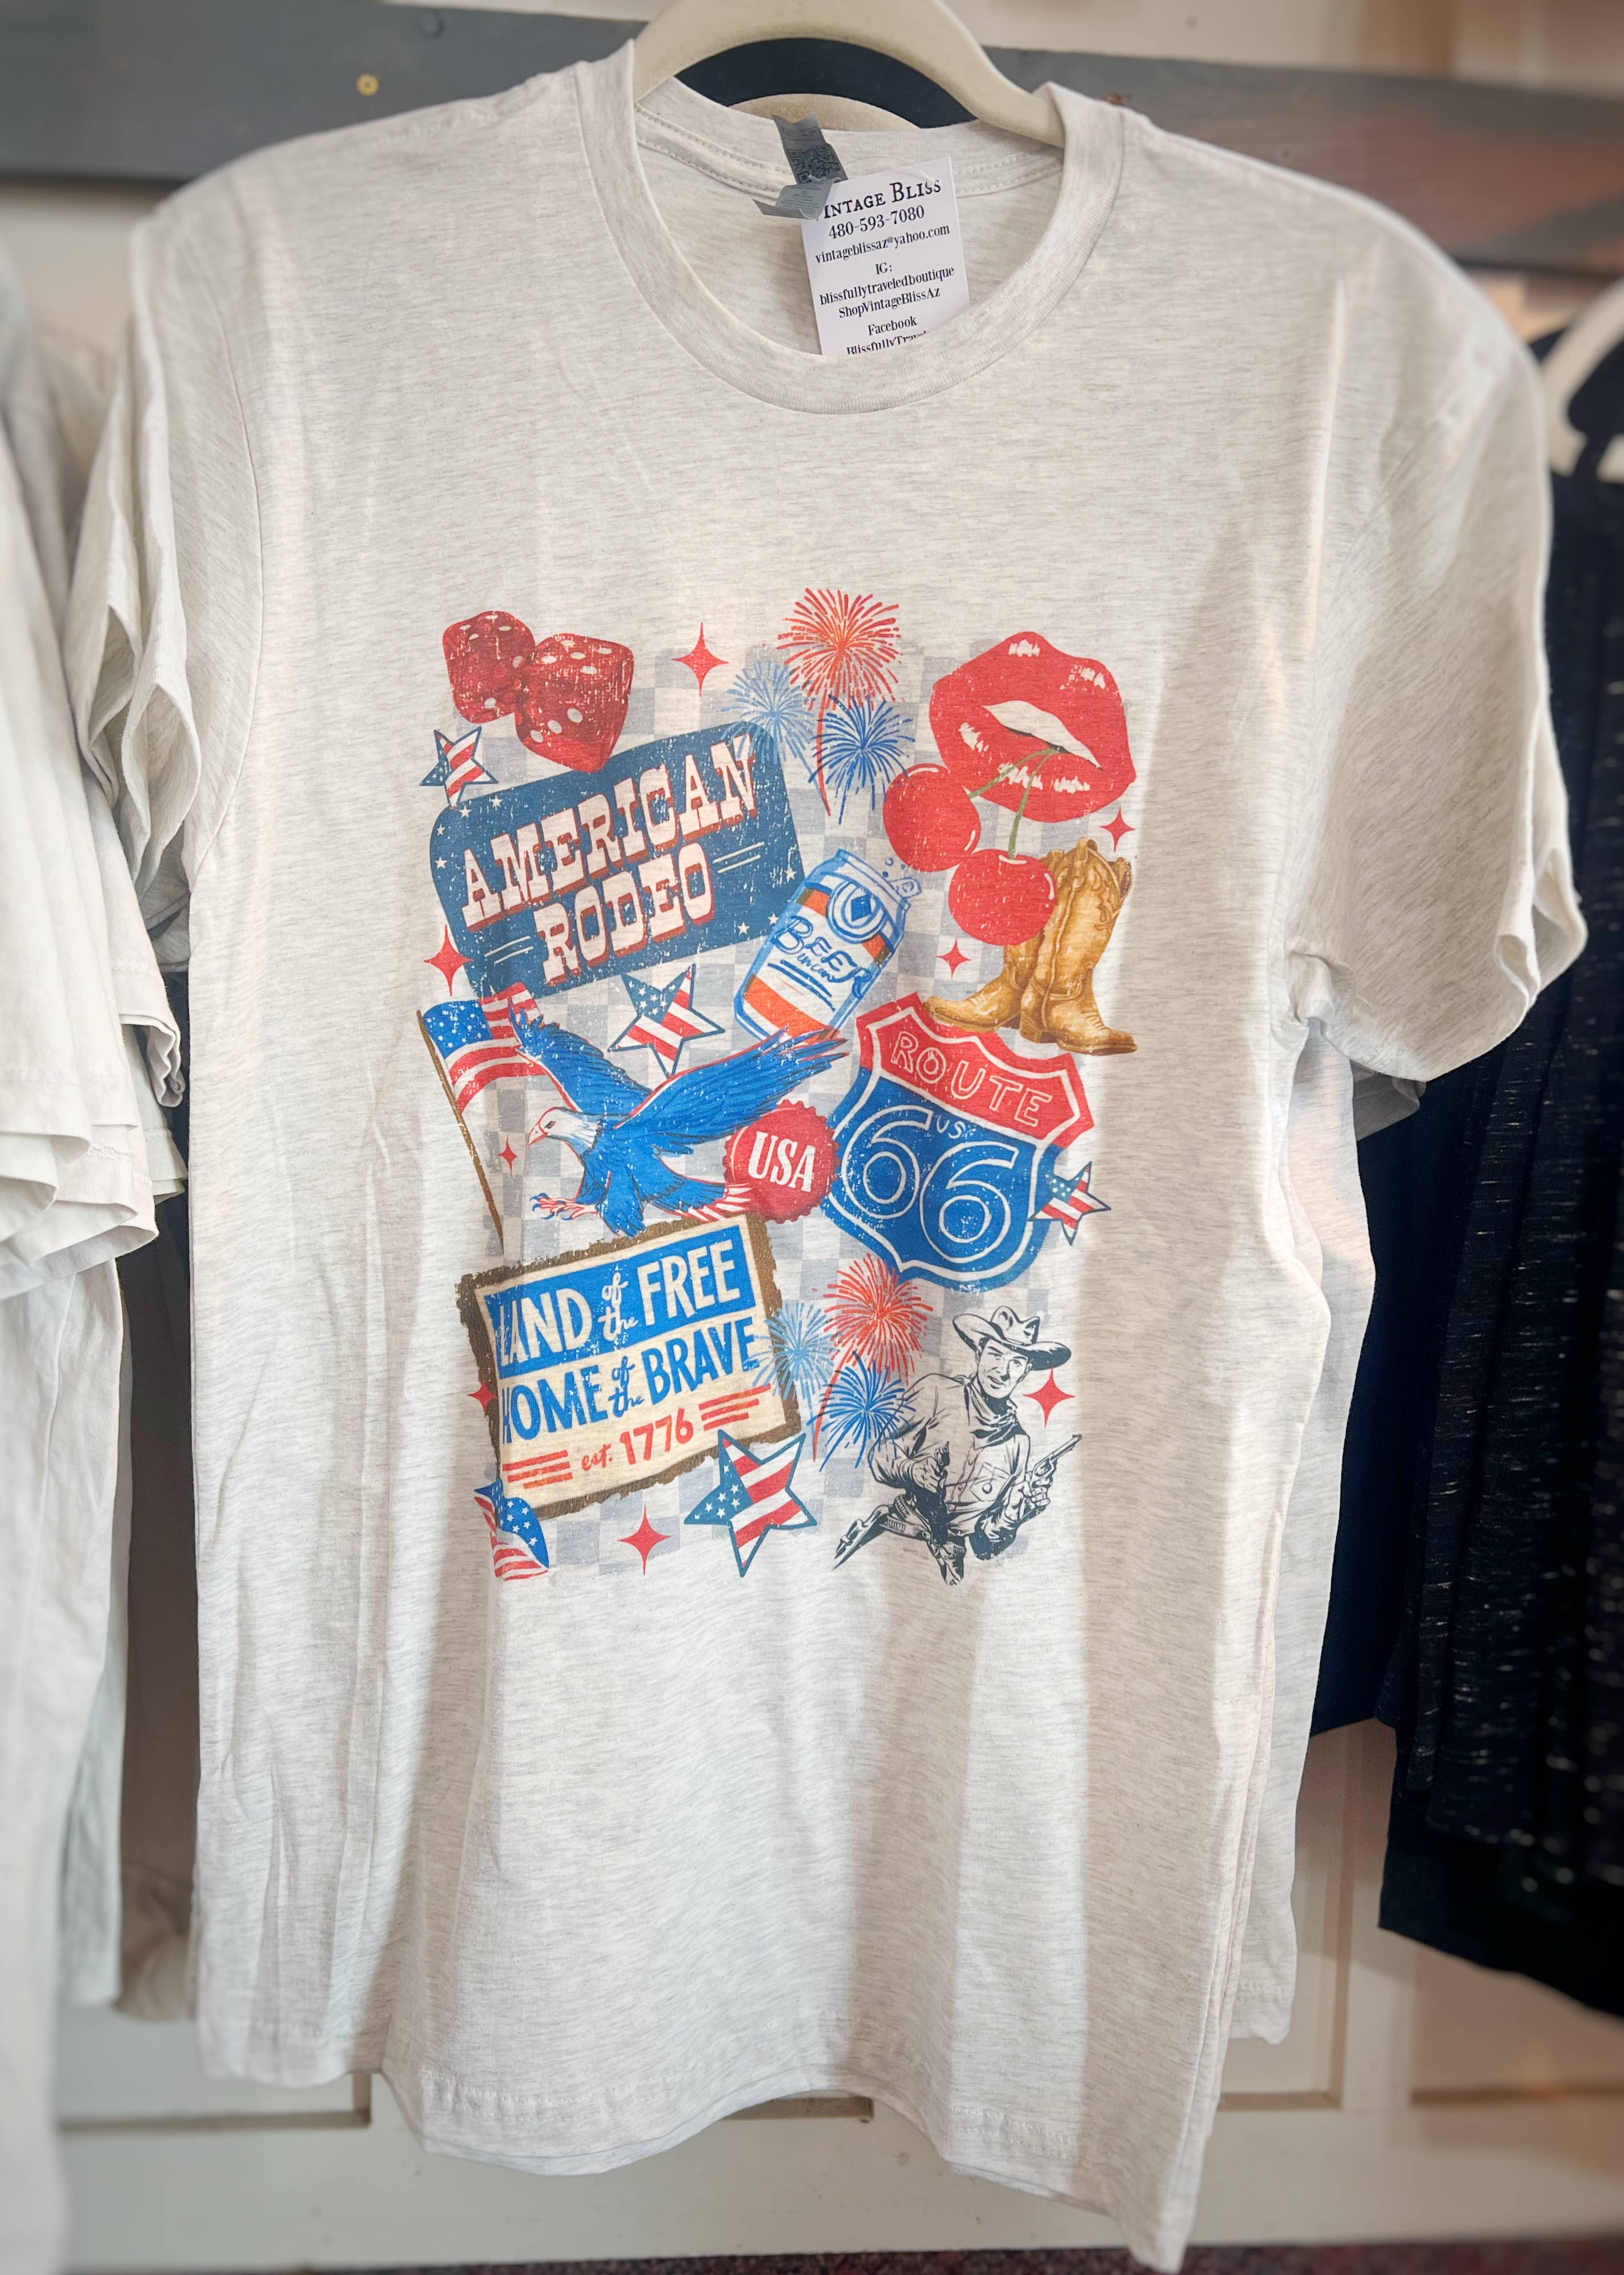 VINTAGE BLISS
480-593-7080
vintageblissaz@yahoo.com
IG:
blissfullytraveledboutique
ShopVintageBlissAz
Facebook
AMERICAN
RODEO
BEER
ROUTE
US
66
USA
LAND of the FREE
HOME of the BRAVE
est. 1776